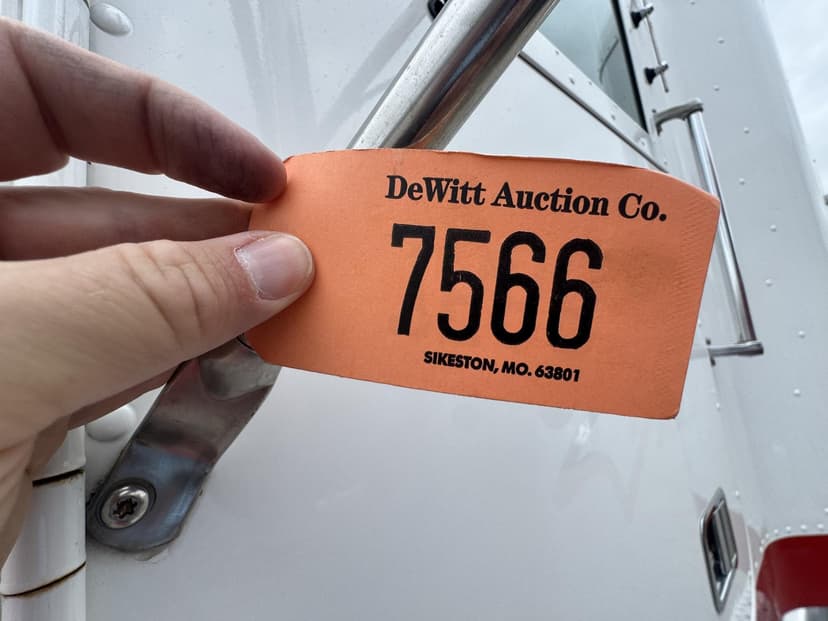 DeWitt Auction Co.
7566
SIKESTON, MO. 63801